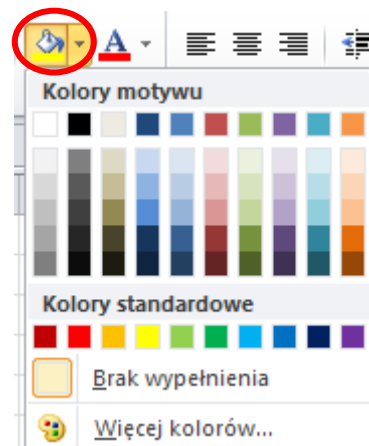 A
Kolory motywu
Kolory standardowe
Brak wypełnienia
Więcej kolorów...